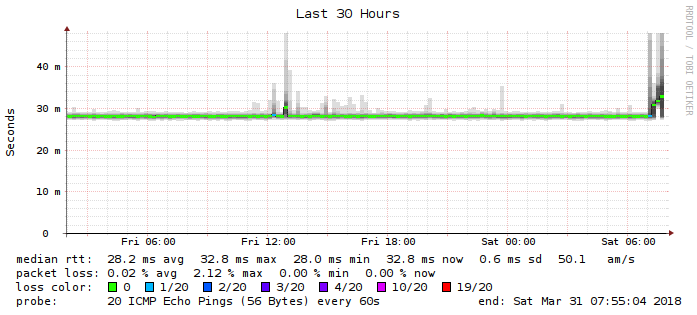 Last 30 Hours
RRDTOOL / TOBI OETIKER
Seconds
40 m
30 m
20 m
10 m
0
Fri 06:00 Fri 12:00 Fri 18:00 Sat 00:00 Sat 06:00
median rtt: 28.2 ms avg 32.8 ms max 28.0 ms min 32.8 ms now 0.6 ms sd 50.1 am/s
packet loss: 0.02 % avg 2.12 % max 0.00 % min 0.00 % now
loss color: 0 1/20 2/20 3/20 4/20 10/20 19/20
probe: 20 ICMP Echo Pings (56 Bytes) every 60s end: Sat Mar 31 07:55:04 2018